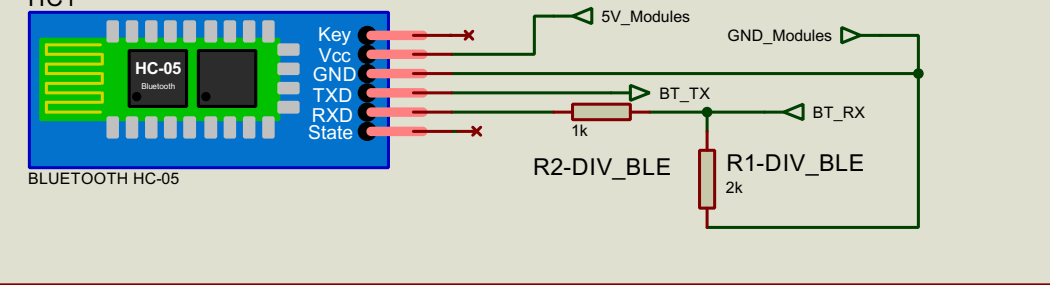 Key
Vcc
GND
TXD
RXD
State
HC-05
Bluetooth
BLUETOOTH HC-05
5V_Modules
GND_Modules
BT_TX
BT_RX
1k
R2-DIV_BLE
R1-DIV_BLE
2k